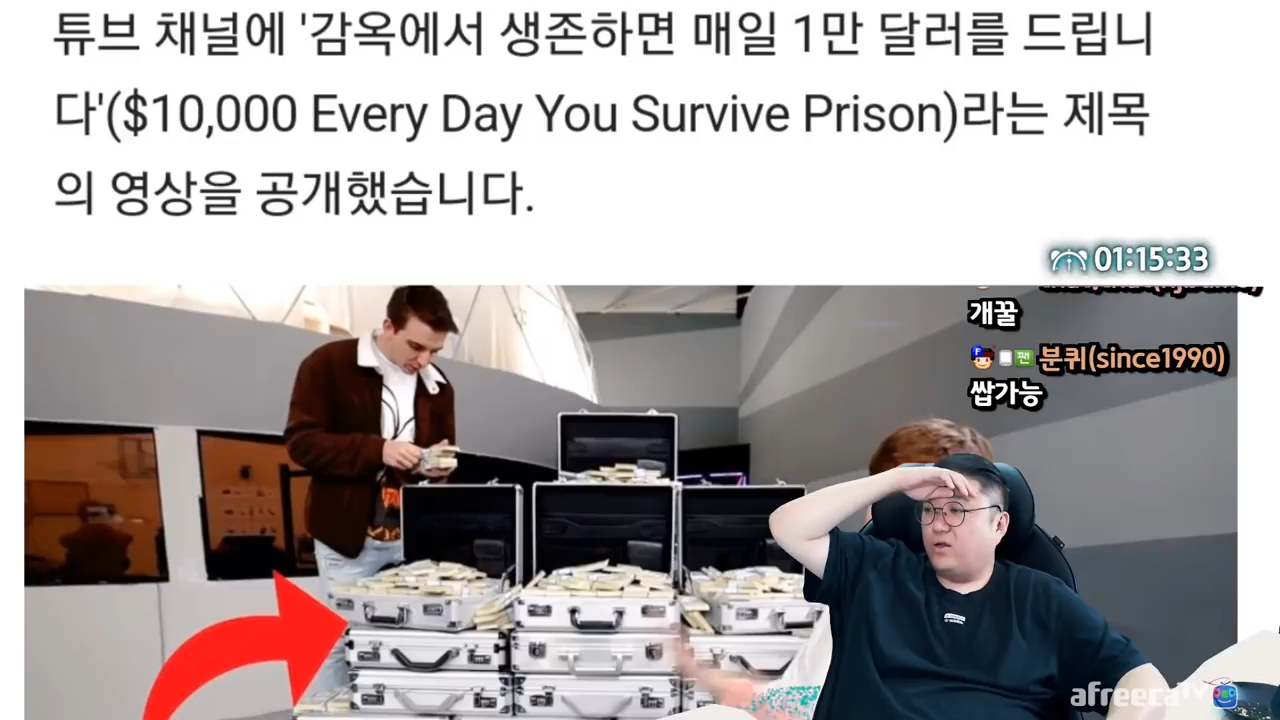 튜브 채널에 '감옥에서 생존하면 매일 1만 달러를 드립니
다'($10,000 Every Day You Survive Prison)라는 제목
의 영상을 공개했습니다.
01:15:33
개꿀
팬 분퀴(since1990)
쌉가능
afreecaTV